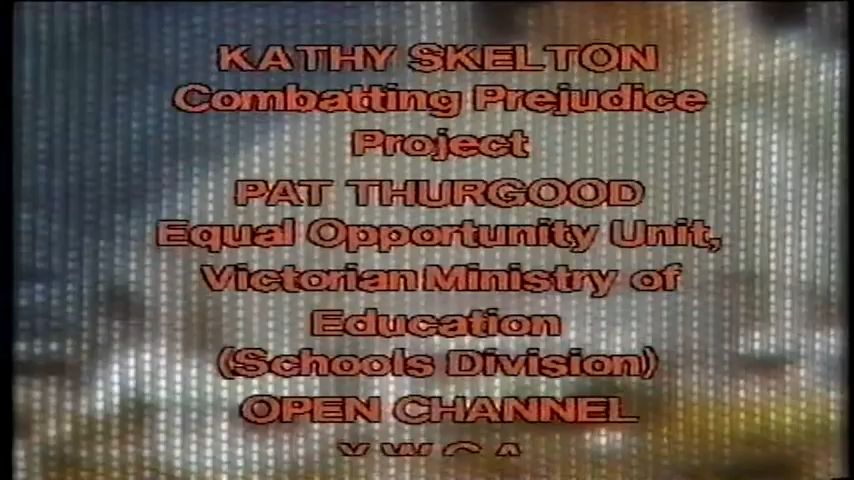 KATHY SKELTON
Combatting Prejudice
Project
PAT THURGOOD
Equal Opportunity Unit,
Victorian Ministry of
Education
(Schools Division)
OPEN CHANNEL
Y.W.C.A.